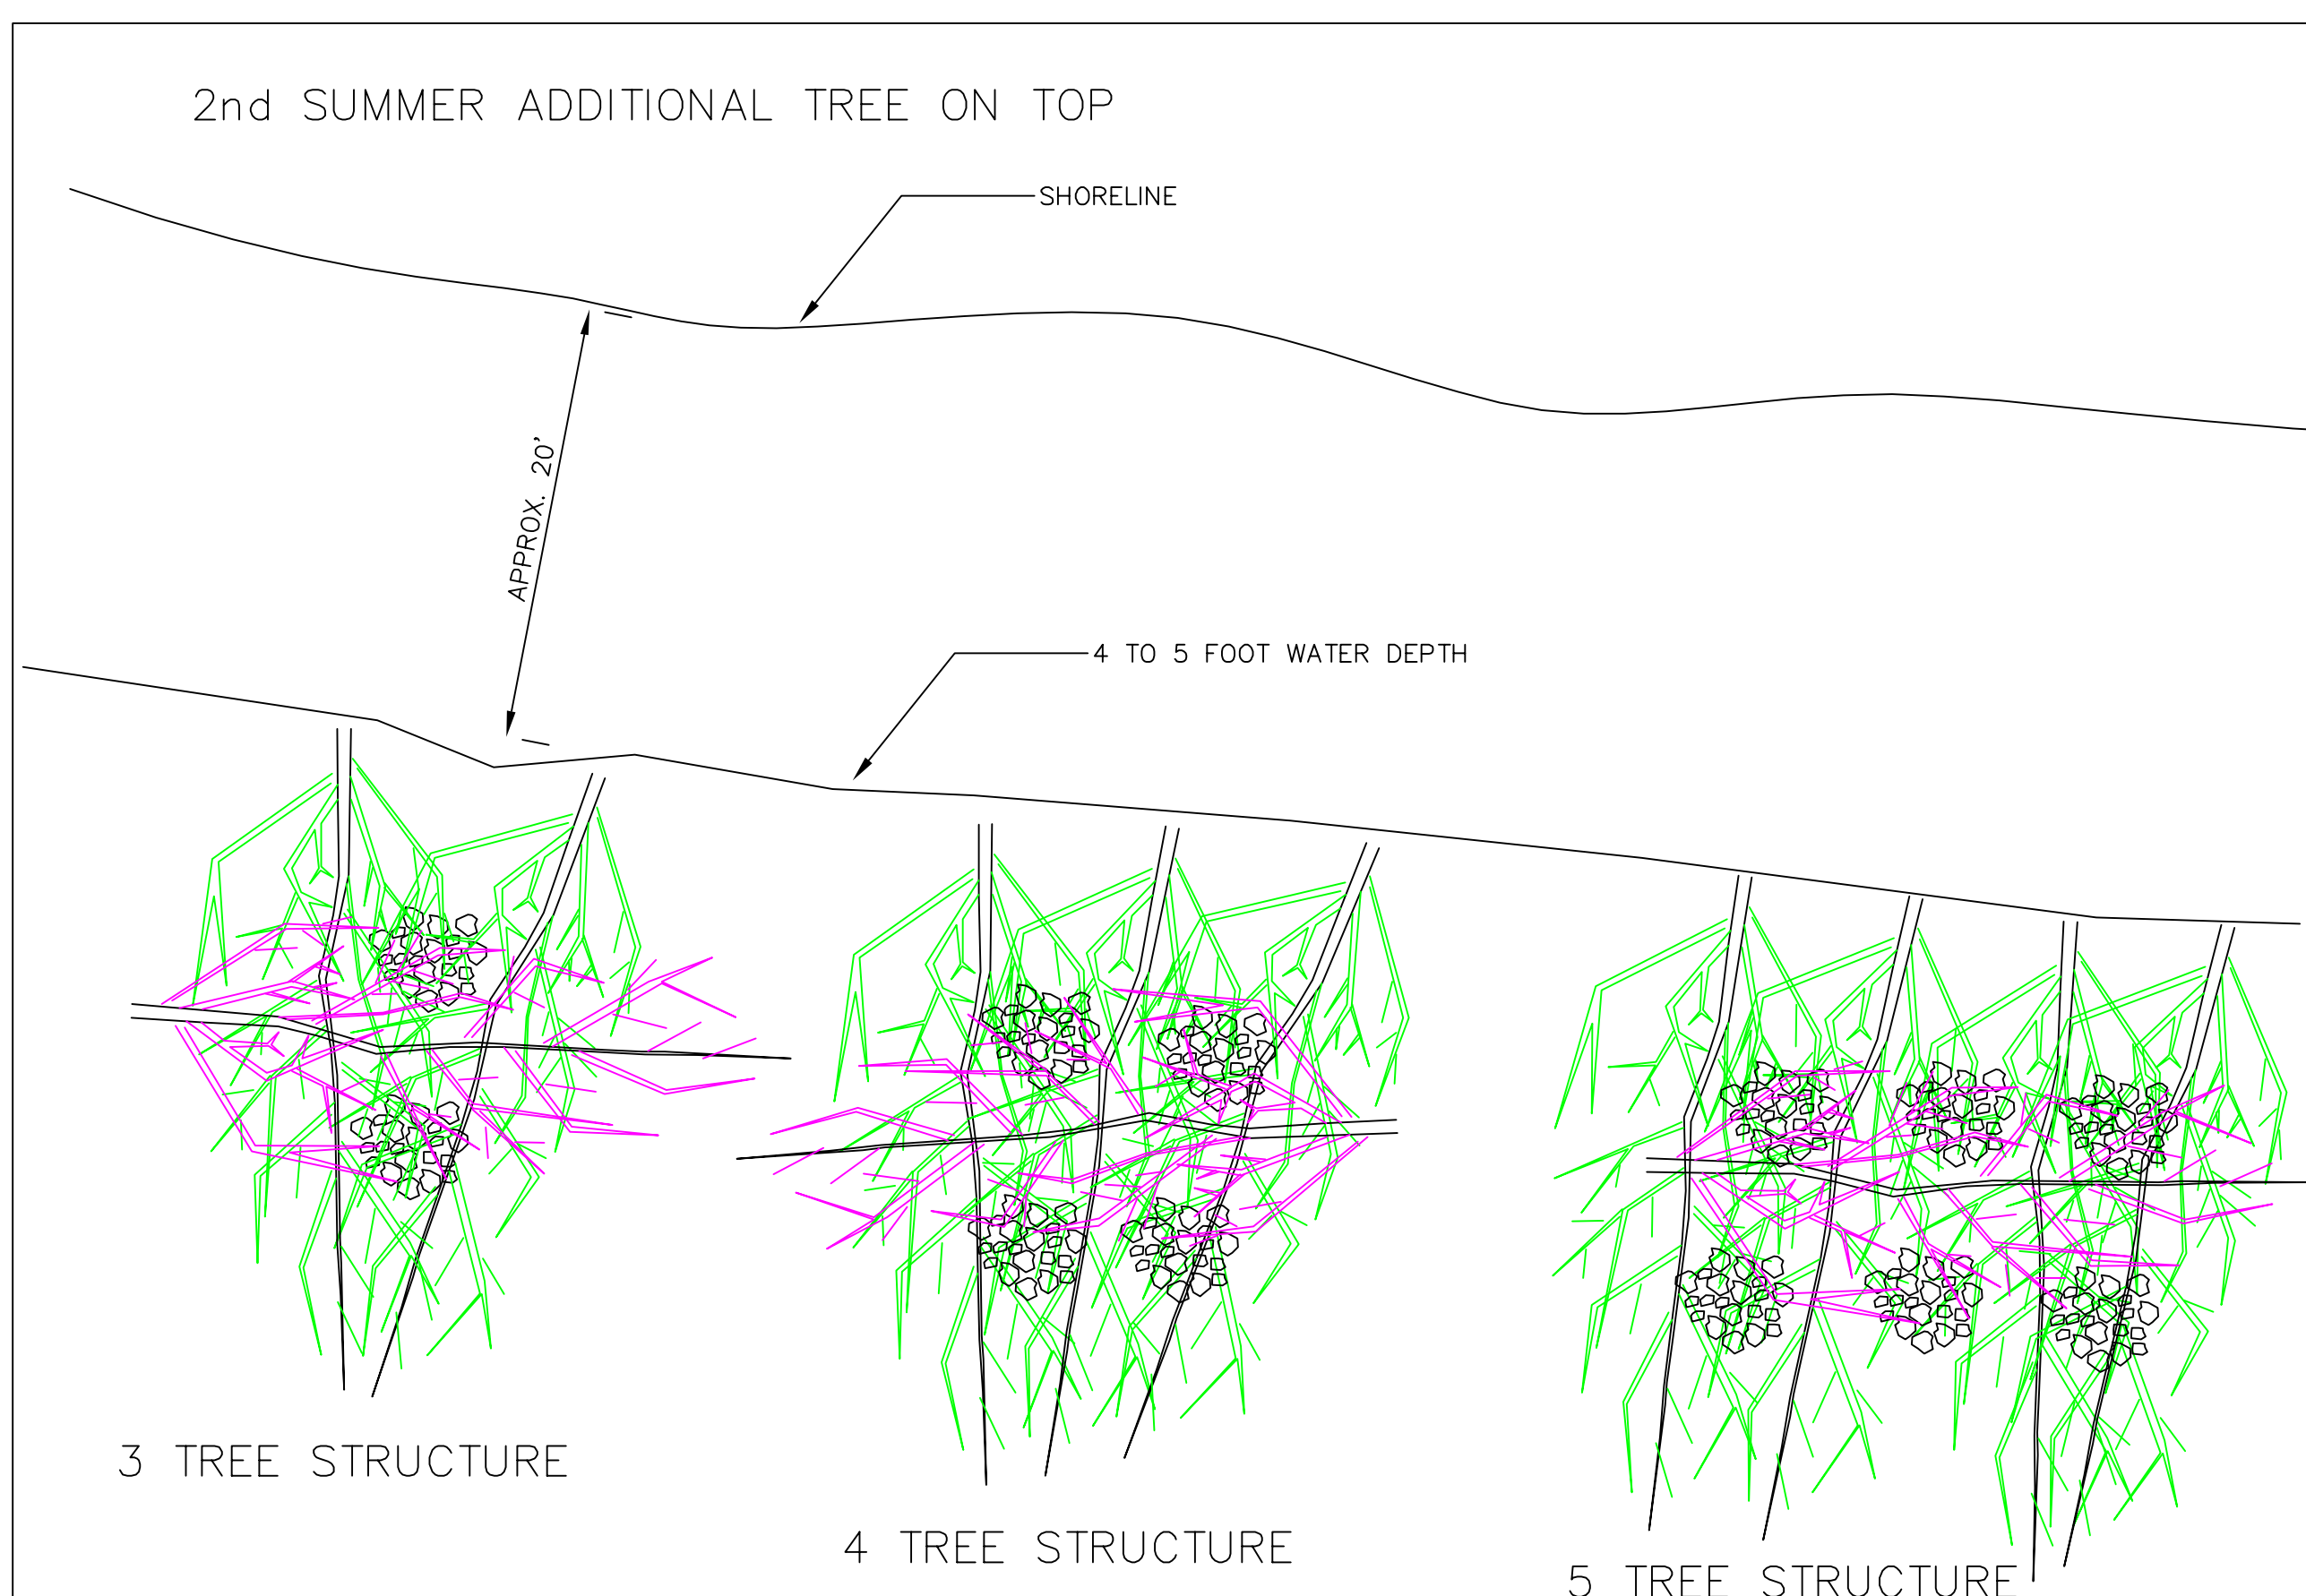 2nd SUMMER ADDITIONAL TREE ON TOP
SHORELINE
APPROX. 20'
4 TO 5 FOOT WATER DEPTH
3 TREE STRUCTURE
4 TREE STRUCTURE
5 TREE STRUCTURE